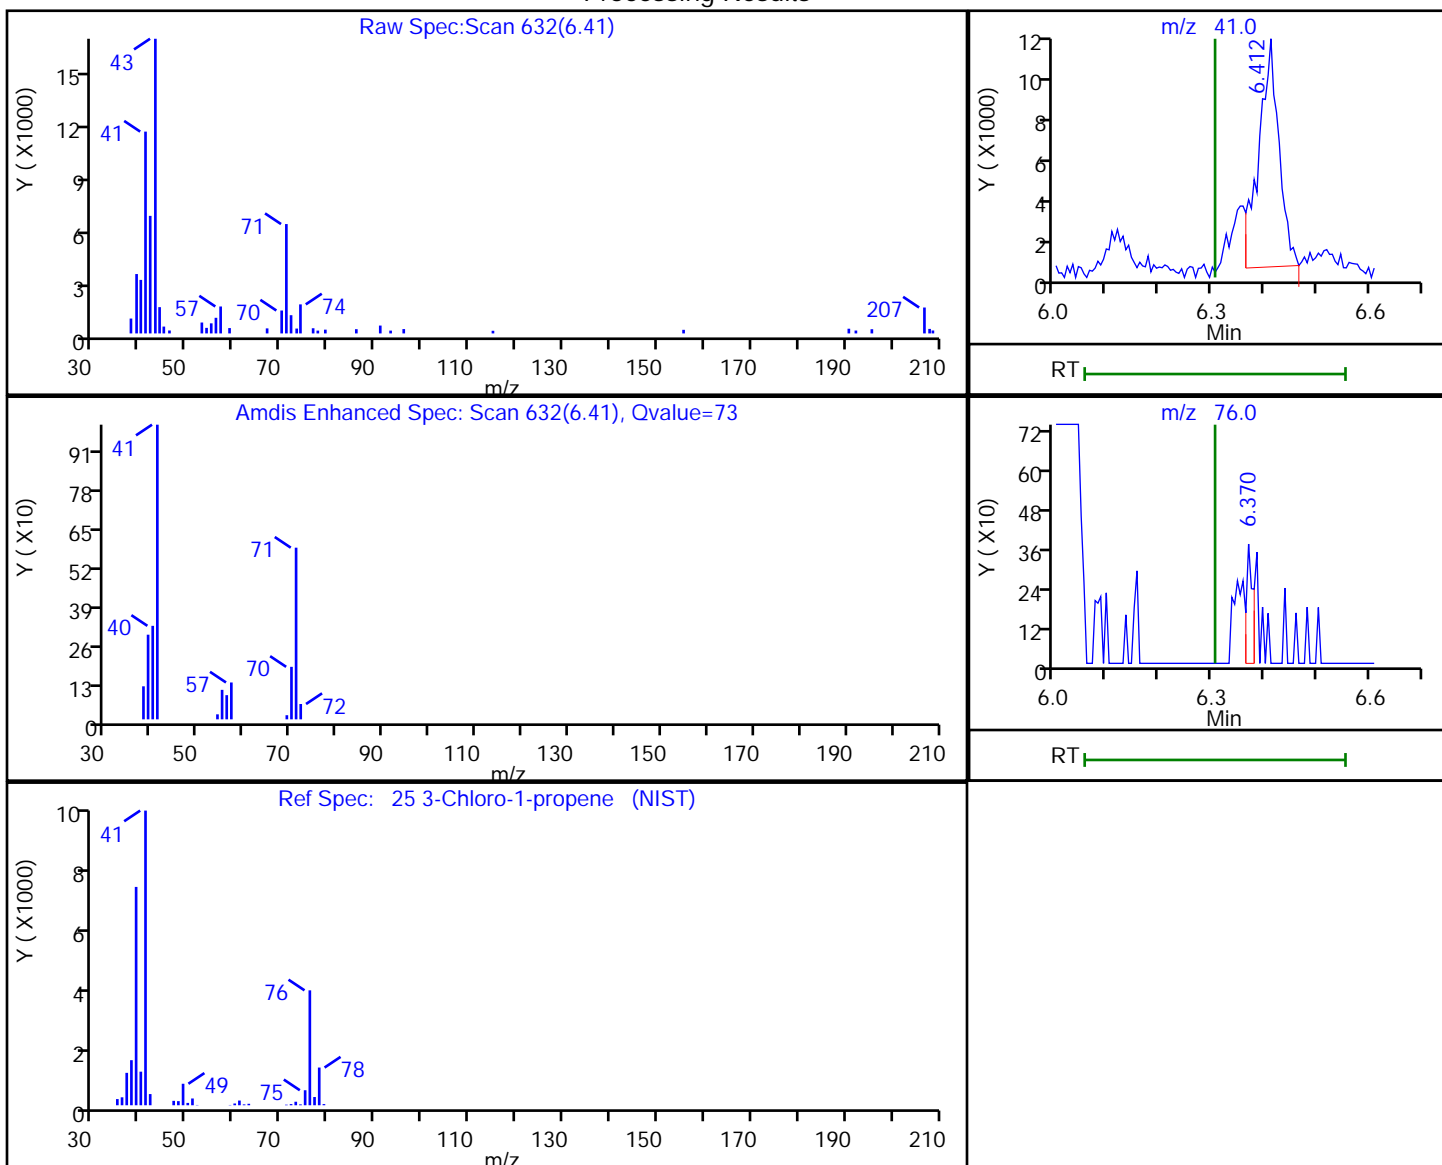 Processing Results
Raw Spec:Scan 632(6.41)
Y ( X1000)
15
12
9
6
3
0
43
41
71
57
70
74
207
30 50 70 90 110 130 150 170 190 210
m/z
m/z 41.0
Y ( X1000)
12
10
8
6
4
2
0
6.412
6.0 6.3 6.6
Min
RT
Amdis Enhanced Spec: Scan 632(6.41), Qvalue=73
Y ( X10)
91
78
65
52
39
26
13
0
41
71
40
70
57
72
30 50 70 90 110 130 150 170 190 210
m/z
m/z 76.0
Y ( X10)
72
60
48
36
24
12
0
6.370
6.0 6.3 6.6
Min
RT
Ref Spec: 25 3-Chloro-1-propene (NIST)
Y ( X1000)
10
8
6
4
2
0
41
76
49
75
78
30 50 70 90 110 130 150 170 190 210
m/z